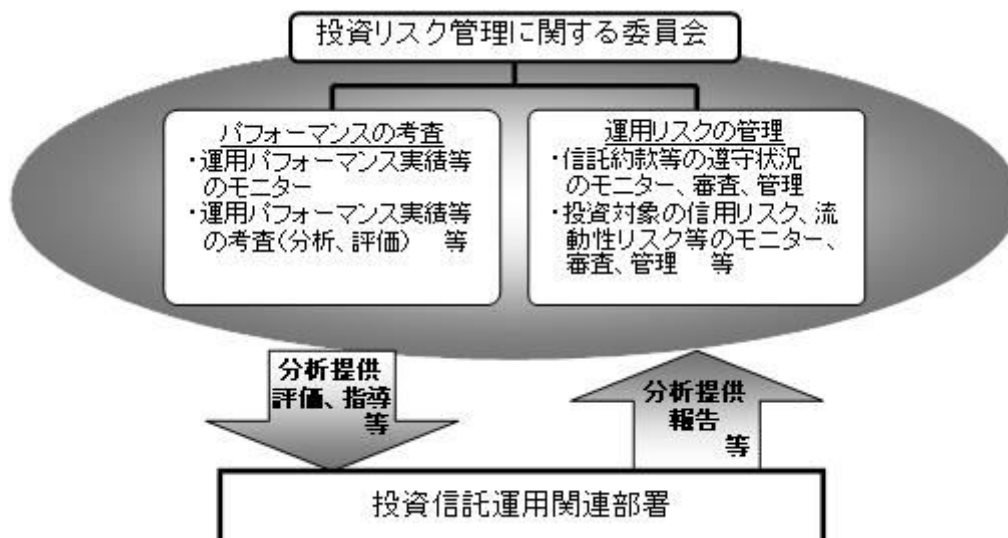 投資リスク管理に関する委員会
パフォーマンスの考査
・運用パフォーマンス実績等
のモニター
・運用パフォーマンス実績等
の考査(分析、評価) 等
運用リスクの管理
・信託約款等の遵守状況
のモニター、審査、管理
・投資対象の信用リスク、流
動性リスク等のモニター、
審査、管理 等
分析提供
評価、指導
等
分析提供
報告
等
投資信託運用関連部署